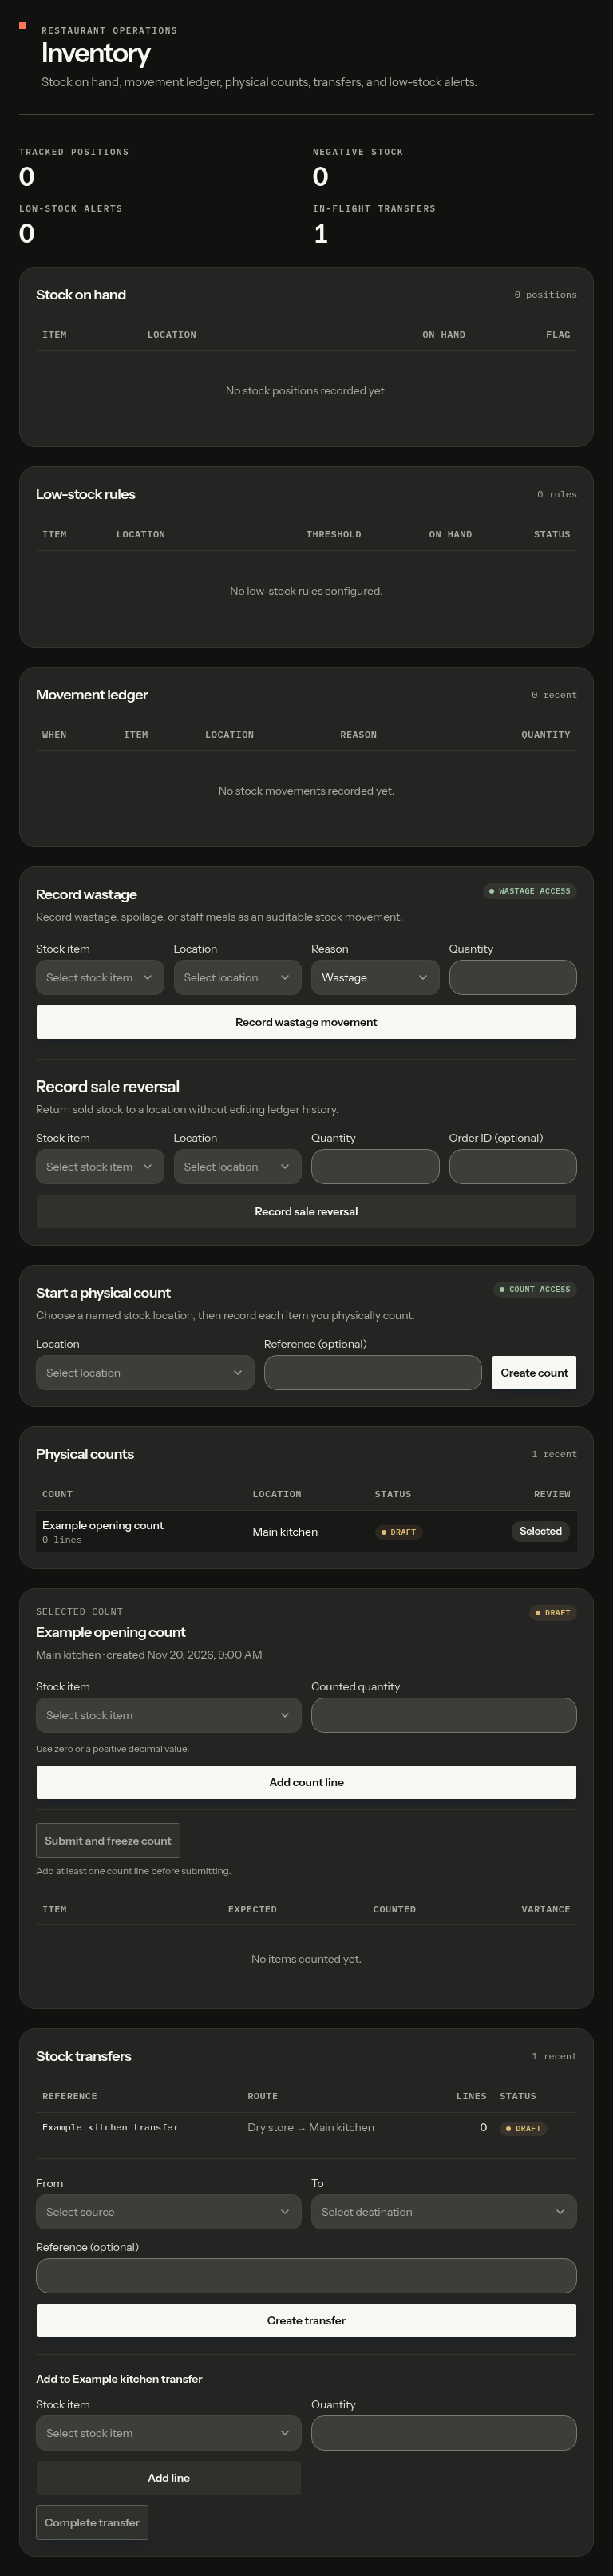 RESTAURANT OPERATIONS
Inventory
Stock on hand, movement ledger, physical counts, transfers, and low-stock alerts.
TRACKED POSITIONS
0
NEGATIVE STOCK
0
LOW-STOCK ALERTS
0
IN-FLIGHT TRANSFERS
1
Stock on hand
0 positions
ITEM LOCATION ON HAND FLAG
No stock positions recorded yet.
Low-stock rules
0 rules
ITEM LOCATION THRESHOLD ON HAND STATUS
No low-stock rules configured.
Movement ledger
0 recent
WHEN ITEM LOCATION REASON QUANTITY
No stock movements recorded yet.
Record wastage
WASTAGE ACCESS
Record wastage, spoilage, or staff meals as an auditable stock movement.
Stock item Location Reason Quantity
Select stock item Select location Wastage
Record wastage movement
Record sale reversal
Return sold stock to a location without editing ledger history.
Stock item Location Quantity Order ID (optional)
Select stock item Select location
Record sale reversal
Start a physical count
COUNT ACCESS
Choose a named stock location, then record each item you physically count.
Location Reference (optional)
Select location Create count
Physical counts
1 recent
COUNT LOCATION STATUS REVIEW
Example opening count Main kitchen DRAFT Selected
0 lines
SELECTED COUNT
DRAFT
Example opening count
Main kitchen · created Nov 20, 2026, 9:00 AM
Stock item Counted quantity
Select stock item
Use zero or a positive decimal value.
Add count line
Submit and freeze count
Add at least one count line before submitting.
ITEM EXPECTED COUNTED VARIANCE
No items counted yet.
Stock transfers
1 recent
REFERENCE ROUTE LINES STATUS
Example kitchen transfer Dry store → Main kitchen 0 DRAFT
From To
Select source Select destination
Reference (optional)
Create transfer
Add to Example kitchen transfer
Stock item Quantity
Select stock item
Add line
Complete transfer